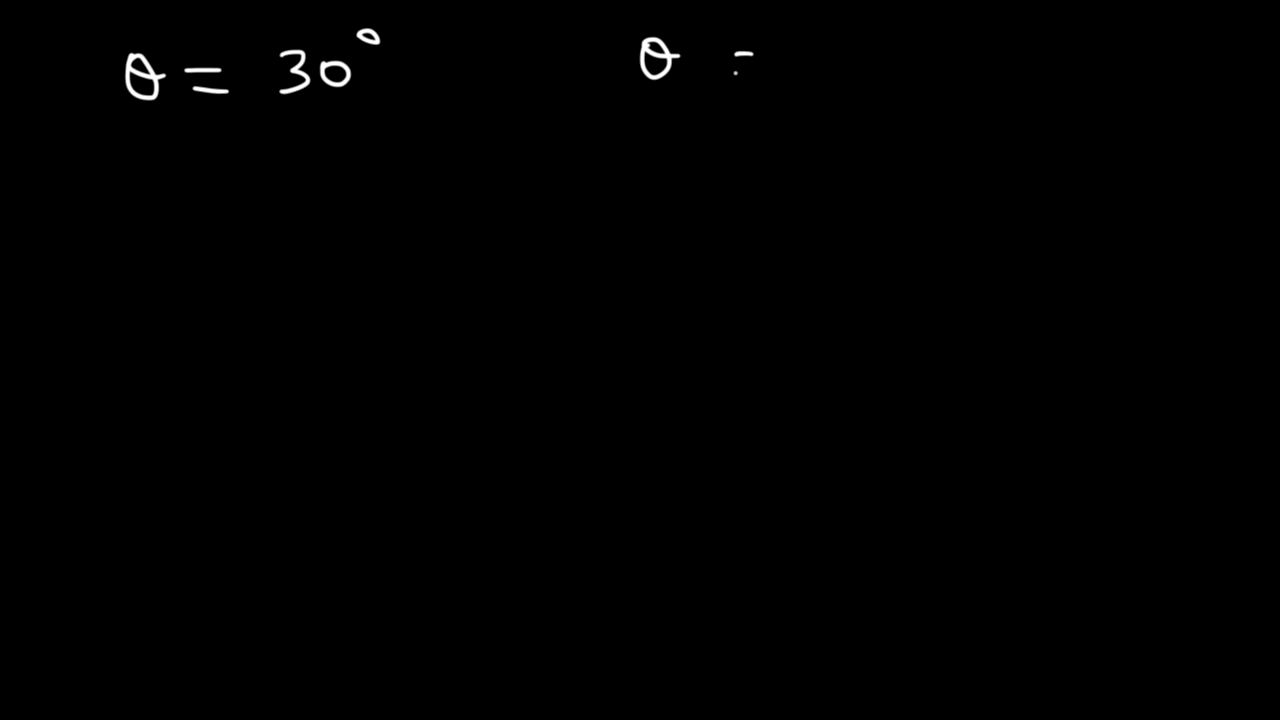 θ = 30° θ =